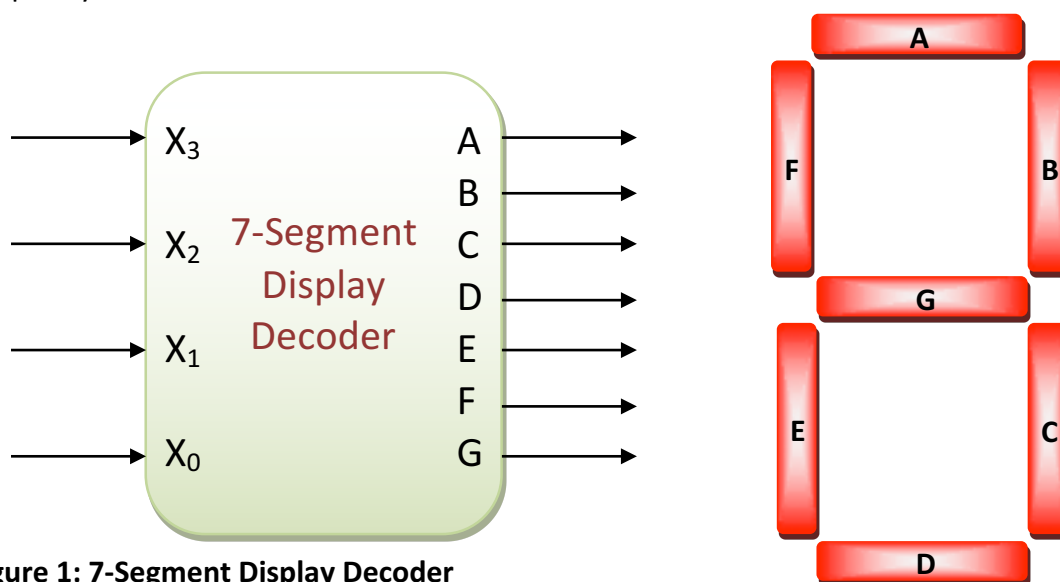 X₃
X₂
X₁
X₀
7-Segment
Display
Decoder
A
B
C
D
E
F
G
A
F
B
G
E
C
D
gure 1: 7-Segment Display Decoder